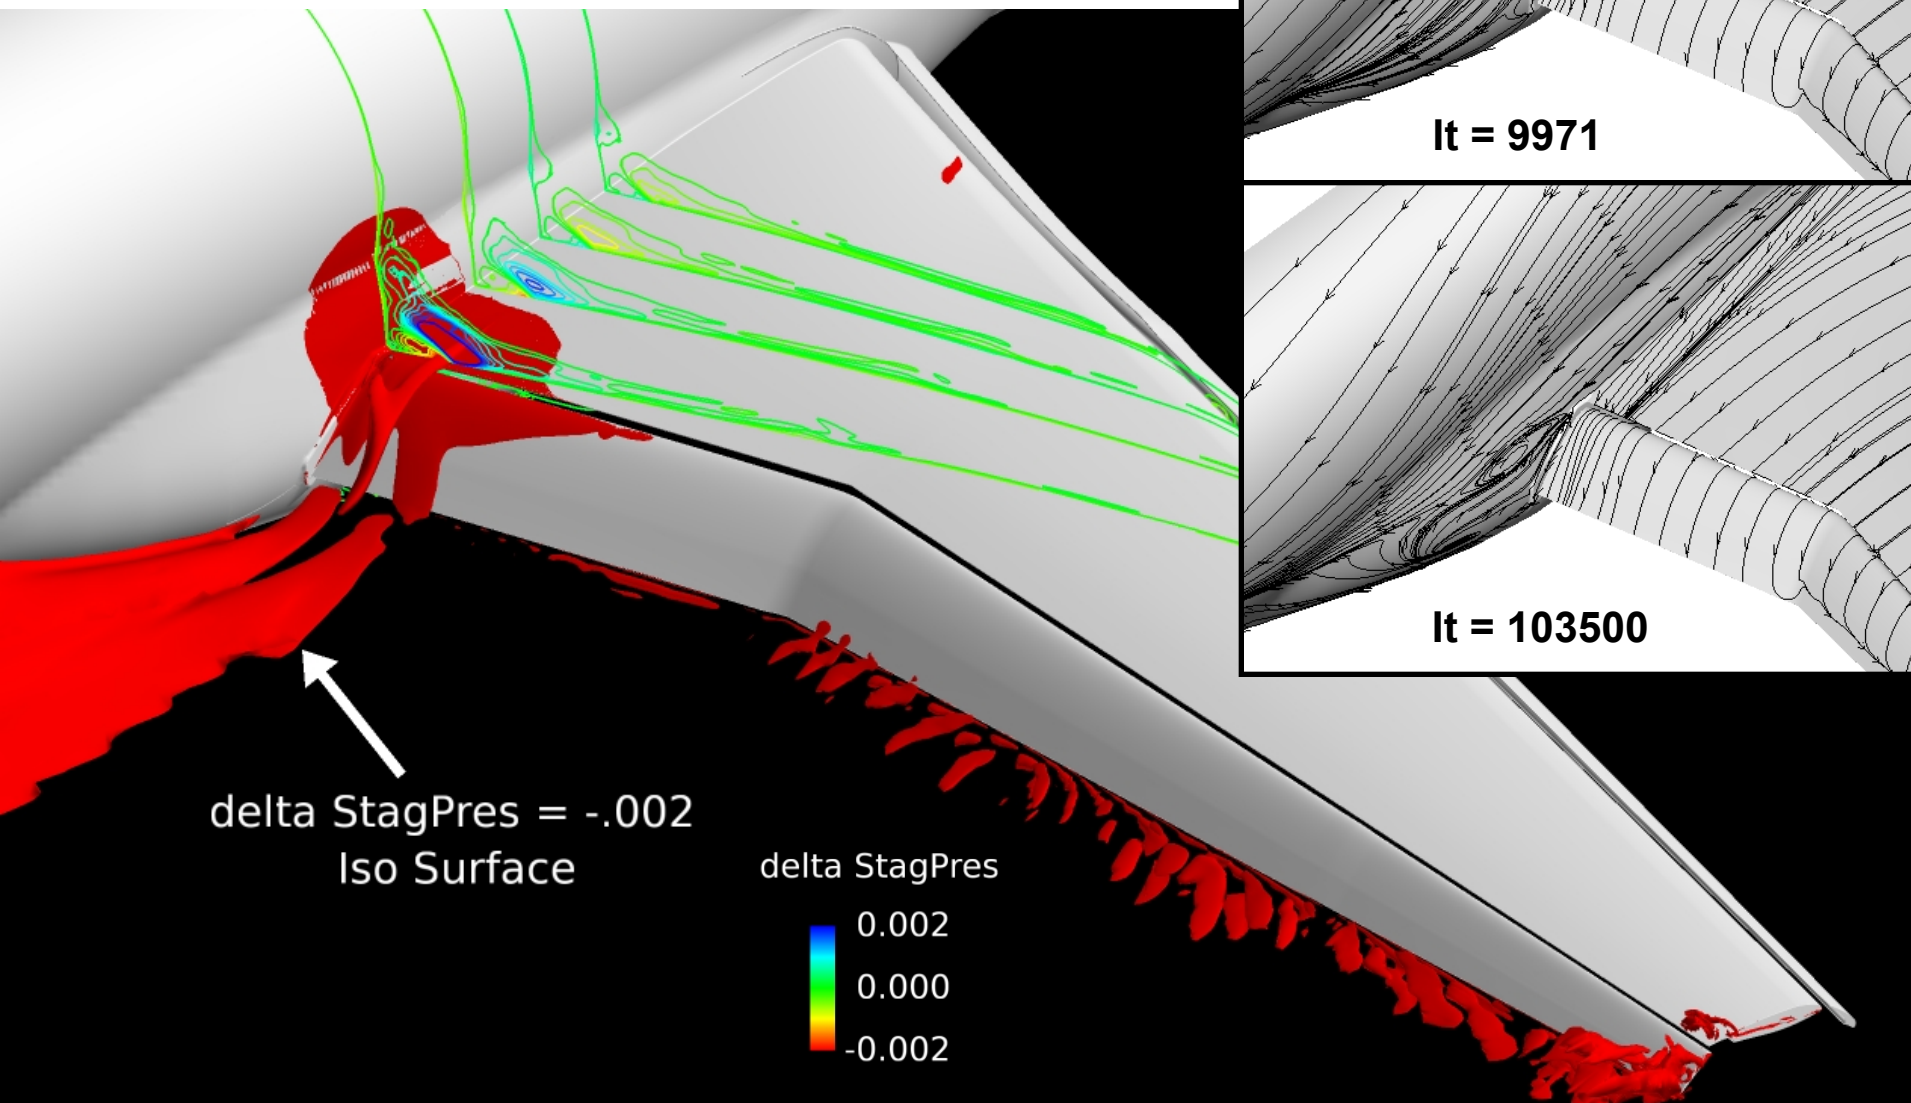 It = 9971
It = 103500
delta StagPres = -.002
Iso Surface
delta StagPres
0.002
0.000
-0.002